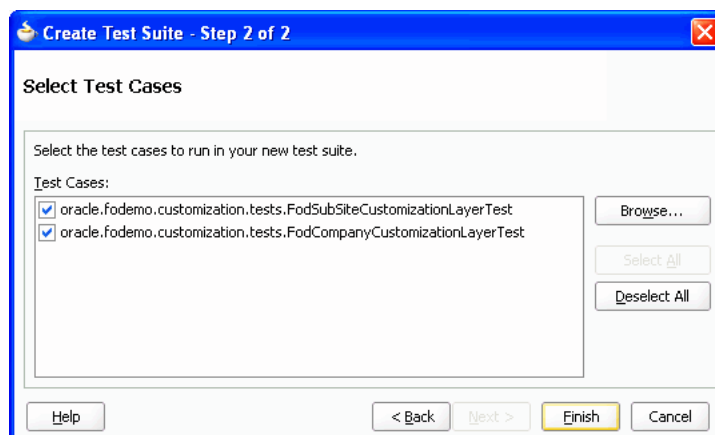 Create Test Suite - Step 2 of 2
Select Test Cases
Select the test cases to run in your new test suite.
Test Cases:
oracle.fodemo.customization.tests.FodSubSiteCustomizationLayerTest
oracle.fodemo.customization.tests.FodCompanyCustomizationLayerTest
Browse...
Select All
Deselect All
Help
< Back
Next >
Finish
Cancel